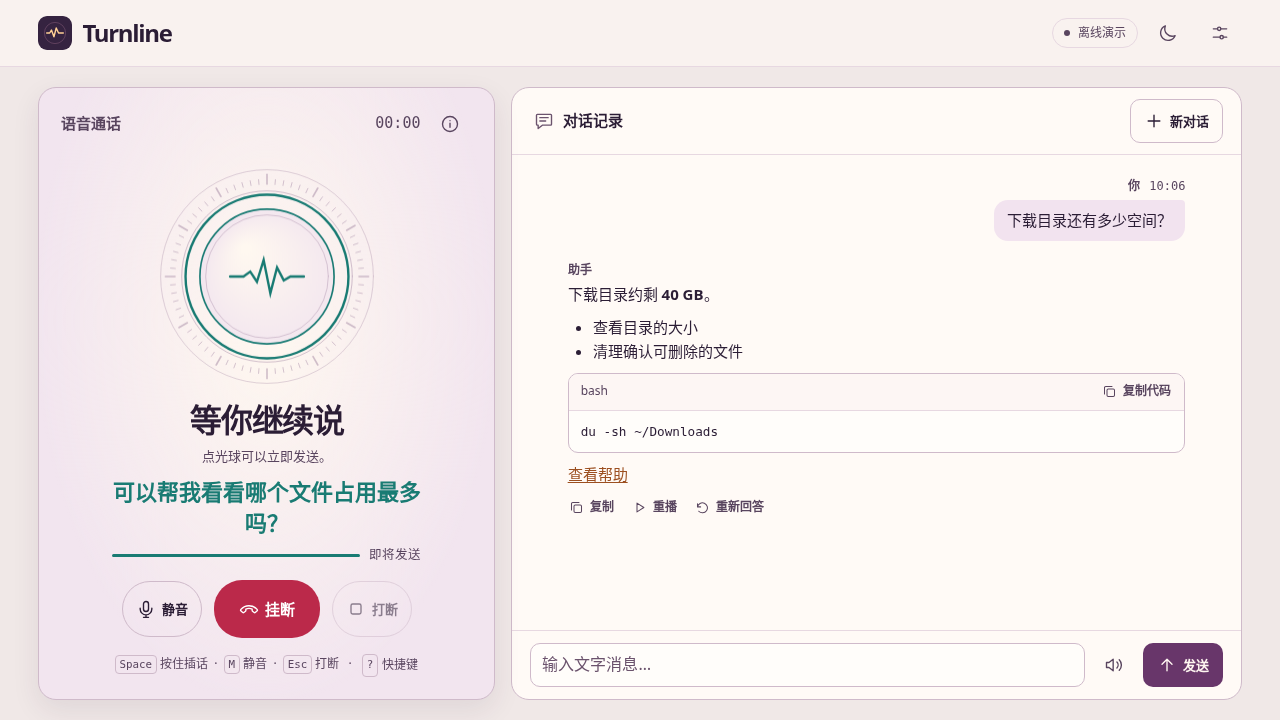 Turnline
离线演示
语音通话
00:00
等你继续说
点光球可以立即发送。
可以帮我看看哪个文件占用最多
吗？
即将发送
静音
挂断
打断
Space 按住插话 · M 静音 · Esc 打断 · ? 快捷键
对话记录
新对话
你 10:06
下载目录还有多少空间？
助手
下载目录约剩 40 GB。
• 查看目录的大小
• 清理确认可删除的文件
bash
复制代码
du -sh ~/Downloads
查看帮助
复制
重播
重新回答
输入文字消息...
发送